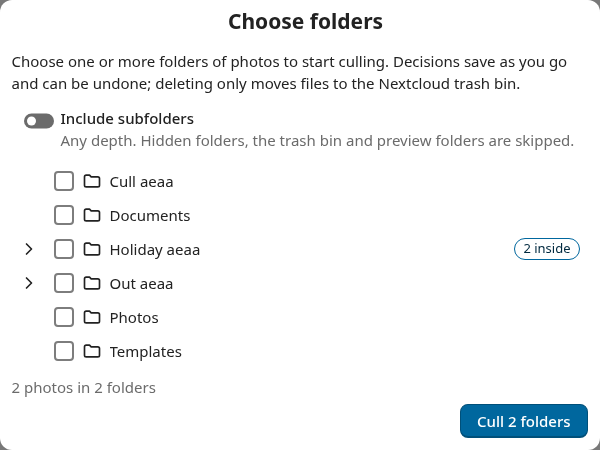 Choose folders
Choose one or more folders of photos to start culling. Decisions save as you go
and can be undone; deleting only moves files to the Nextcloud trash bin.
Include subfolders
Any depth. Hidden folders, the trash bin and preview folders are skipped.
Cull aeaa
Documents
Holiday aeaa
2 inside
Out aeaa
Photos
Templates
2 photos in 2 folders
Cull 2 folders